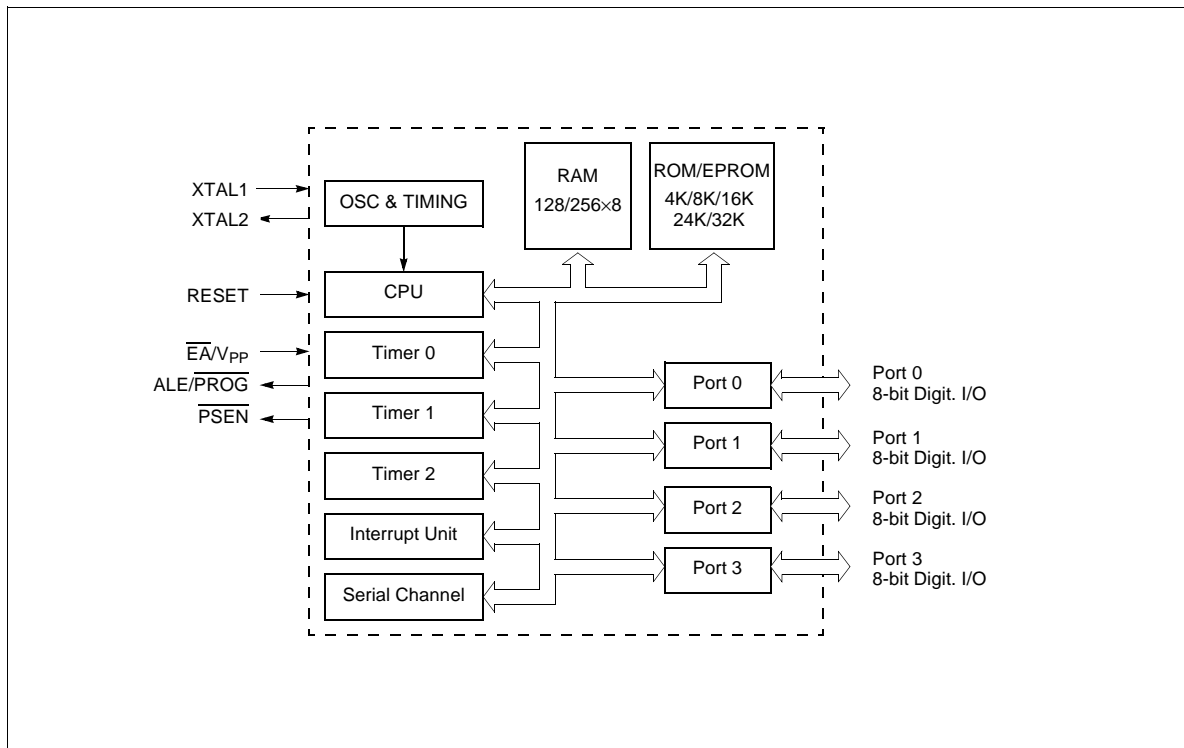 XTAL1
XTAL2
RESET
EA/VPP
ALE/PROG
PSEN
OSC & TIMING
CPU
Timer 0
Timer 1
Timer 2
Interrupt Unit
Serial Channel
RAM
128/256×8
ROM/EPROM
4K/8K/16K
24K/32K
Port 0
Port 1
Port 2
Port 3
Port 0
8-bit Digit. I/O
Port 1
8-bit Digit. I/O
Port 2
8-bit Digit. I/O
Port 3
8-bit Digit. I/O